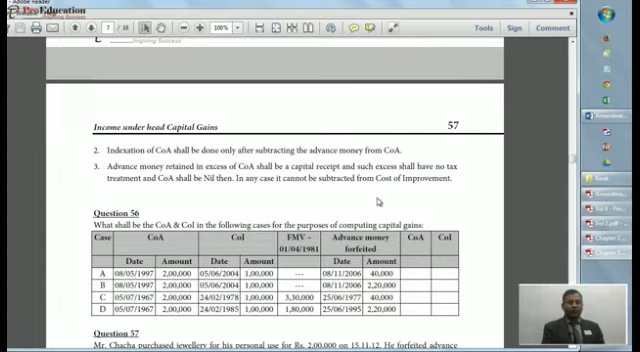 Adobe Reader
ProEducation
Inspiring Success
7 / 18
100%
Tools
Sign
Comment
Inspiring Success
Income under head Capital Gains
57
2. Indexation of CoA shall be done only after subtracting the advance money from CoA.
3. Advance money retained in excess of CoA shall be a capital receipt and such excess shall have no tax
treatment and CoA shall be Nil then. In any case it cannot be subtracted from Cost of Improvement.
Question 56
What shall be the CoA & CoI in the following cases for the purposes of computing capital gains:
Case CoA CoI FMV – 01/04/1981 Advance money forfeited CoA CoI
Date Amount Date Amount Date Amount
A 08/05/1997 2,00,000 05/06/2004 1,00,000 --- 08/11/2006 40,000
B 08/05/1997 2,00,000 05/06/2004 1,00,000 --- 08/11/2006 2,20,000
C 05/07/1967 2,00,000 24/02/1978 1,00,000 3,30,000 25/06/1977 40,000
D 05/07/1967 2,00,000 24/02/1985 1,00,000 1,80,000 25/06/1995 2,20,000
Question 57
Mr. Chacha purchased jewellery for his personal use for Rs. 2,00,000 on 15.11.12. He forfeited advance
Book